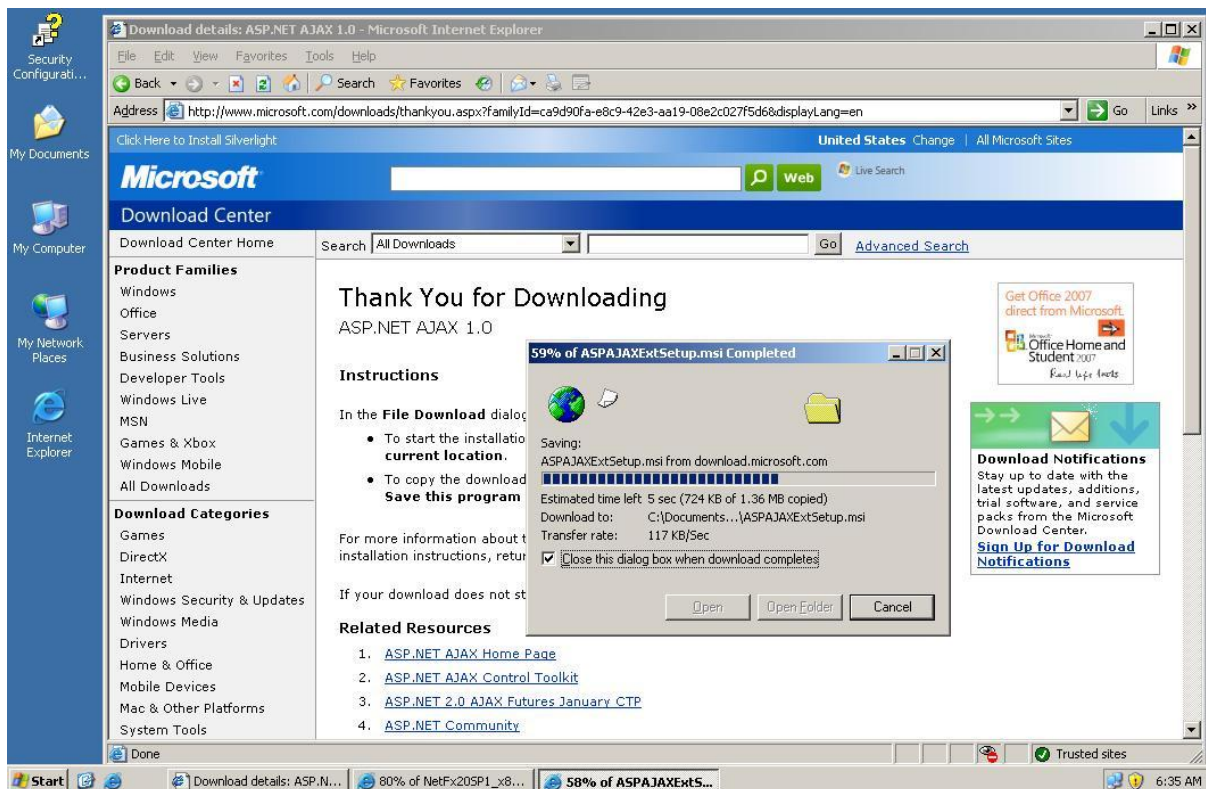 Security
Configurati...
My Documents
My Computer
My Network
Places
Internet
Explorer
Download details: ASP.NET AJAX 1.0 - Microsoft Internet Explorer
File Edit View Favorites Tools Help
Back Search Favorites
Address http://www.microsoft.com/downloads/thankyou.aspx?familyId=ca9d90fa-e8c9-42e3-aa19-08e2c027f5d6&displayLang=en Go Links »
Click Here to Install Silverlight United States Change | All Microsoft Sites
Microsoft Web Live Search
Download Center
Download Center Home
Search All Downloads Go Advanced Search
Product Families
Windows
Office
Servers
Business Solutions
Developer Tools
Windows Live
MSN
Games & Xbox
Windows Mobile
All Downloads
Download Categories
Games
DirectX
Internet
Windows Security & Updates
Windows Media
Drivers
Home & Office
Mobile Devices
Mac & Other Platforms
System Tools
Thank You for Downloading
ASP.NET AJAX 1.0
Instructions
In the File Download dialog
• To start the installatio
current location.
• To copy the download
Save this program
For more information about t
installation instructions, retur
If your download does not st
Related Resources
1. ASP.NET AJAX Home Page
2. ASP.NET AJAX Control Toolkit
3. ASP.NET 2.0 AJAX Futures January CTP
4. ASP.NET Community
59% of ASPAJAXExtSetup.msi Completed
Saving:
ASPAJAXExtSetup.msi from download.microsoft.com
Estimated time left 5 sec (724 KB of 1.36 MB copied)
Download to: C:\Documents...\ASPAJAXExtSetup.msi
Transfer rate: 117 KB/Sec
Close this dialog box when download completes
Open Open Folder Cancel
Get Office 2007
direct from Microsoft.
Office Home and
Student 2007
Real life tools
Download Notifications
Stay up to date with the
latest updates, additions,
trial software, and service
packs from the Microsoft
Download Center.
Sign Up for Download
Notifications
Done Trusted sites
Start Download details: ASP.N... 80% of NetFx20SP1_x8... 58% of ASPAJAXExtS... 6:35 AM